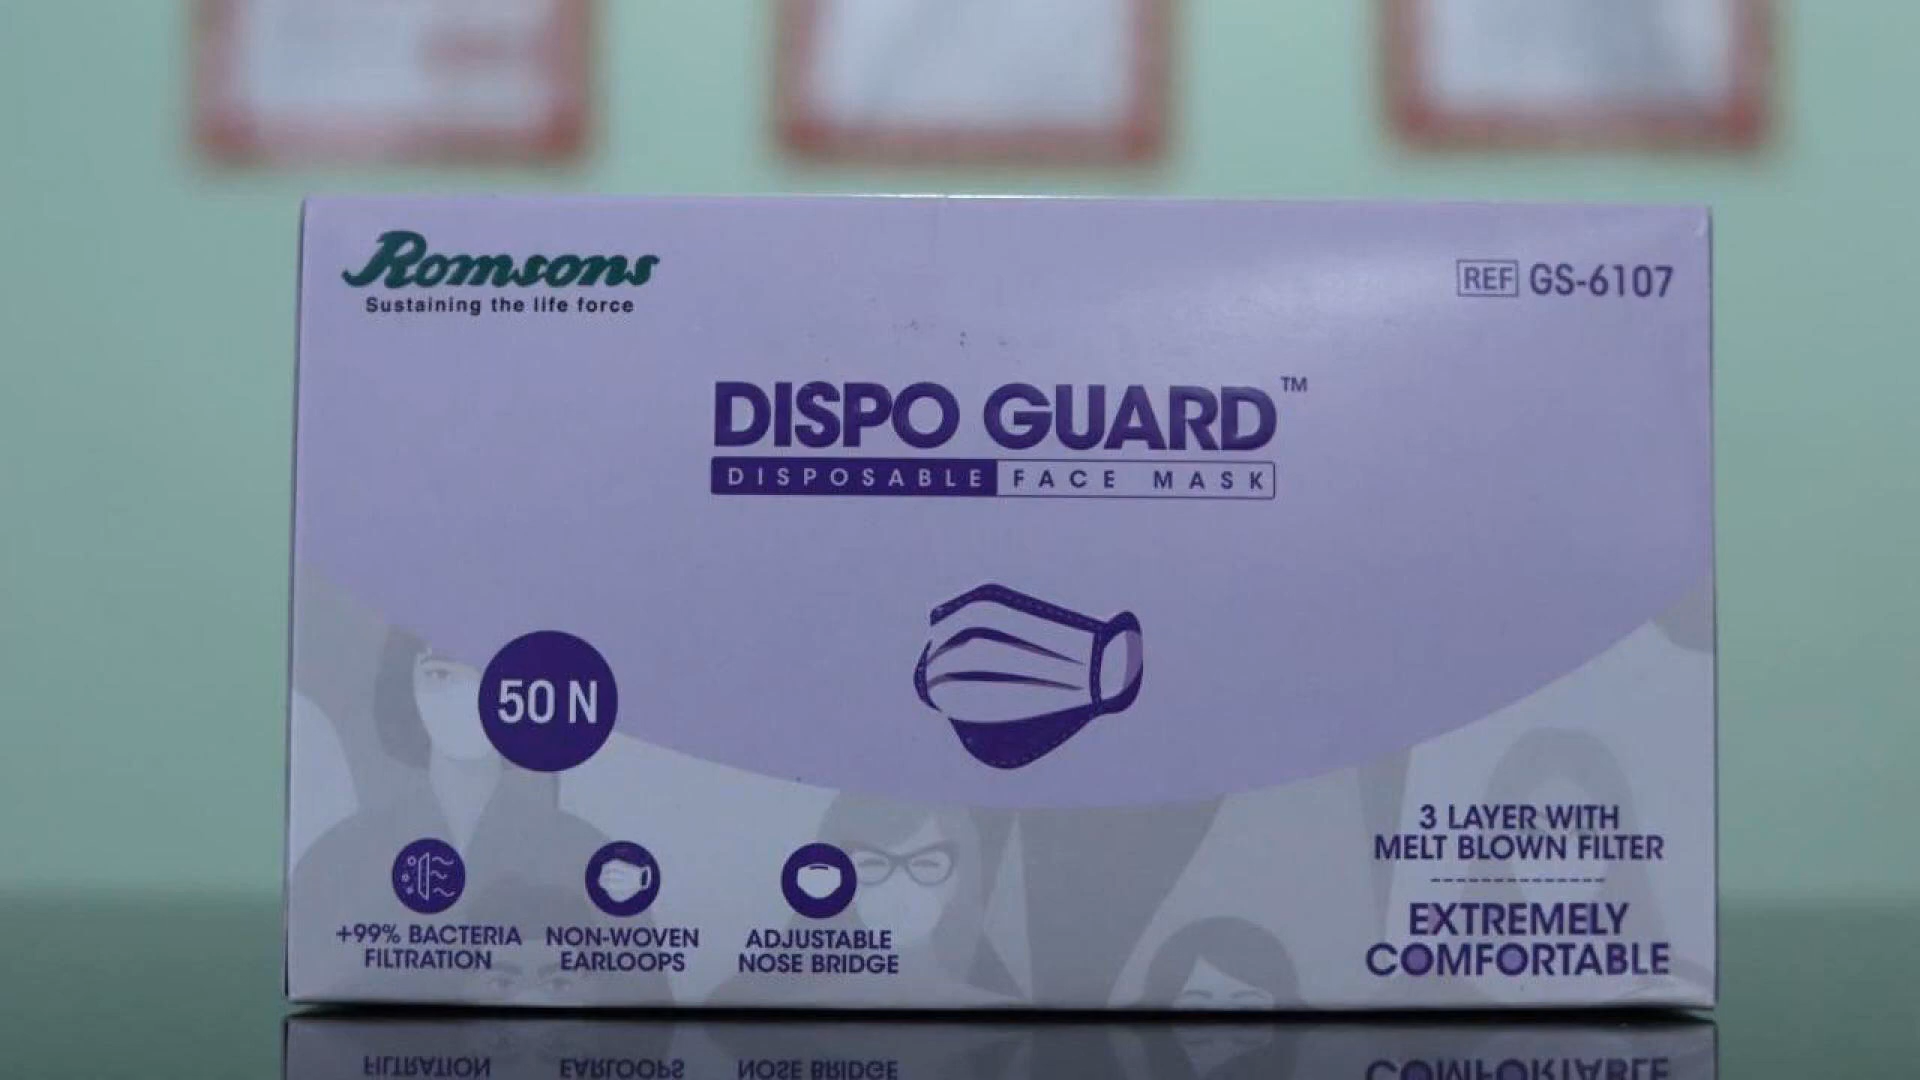 Romsons
Sustaining the life force
REF GS-6107
DISPO GUARD™
DISPOSABLE FACE MASK
50 N
3 LAYER WITH
MELT BLOWN FILTER
EXTREMELY
COMFORTABLE
+99% BACTERIA
FILTRATION
NON-WOVEN
EARLOOPS
ADJUSTABLE
NOSE BRIDGE